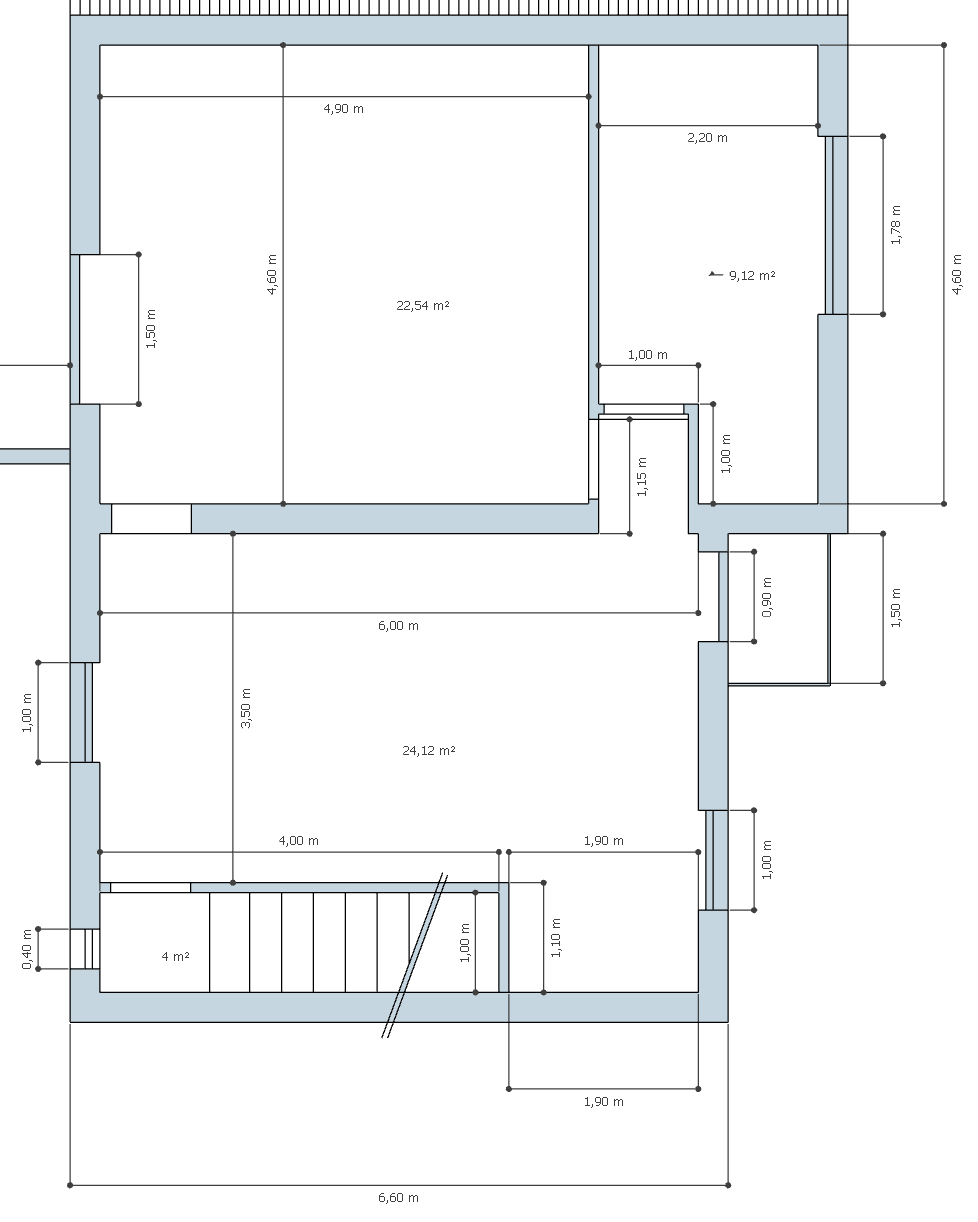 4,90 m
2,20 m
1,78 m
4,60 m
4,60 m
9,12 m²
22,54 m²
1,50 m
1,00 m
1,00 m
1,15 m
0,90 m
1,50 m
6,00 m
1,00 m
3,50 m
24,12 m²
4,00 m
1,90 m
1,00 m
0,40 m
4 m²
1,00 m
1,10 m
1,90 m
6,60 m